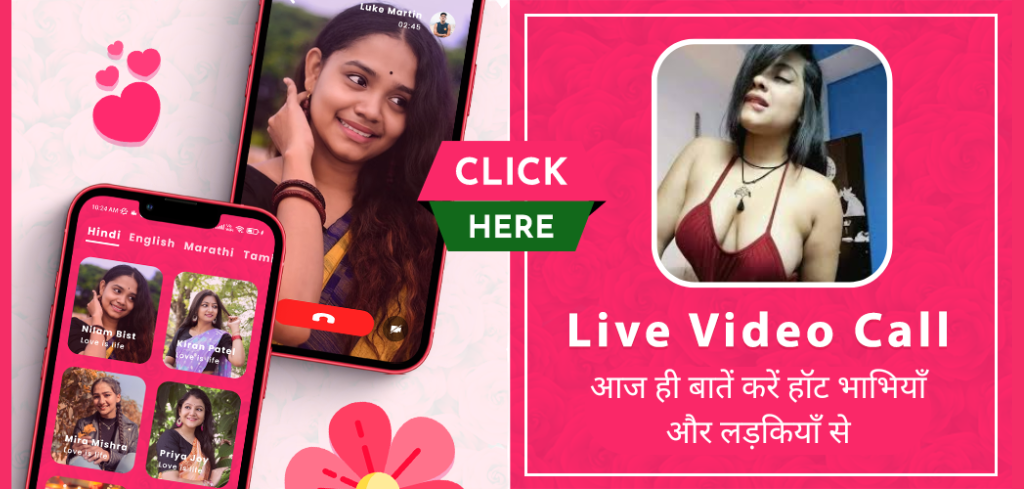 Luke Martin
02:45
CLICK
HERE
10:24 AM
Hindi English Marathi Tami
Nilam Bist
Love is life
Kiran Patel
Love is life
Mira Mishra
Love is life
Priya Joy
Love is life
Live Video Call
आज ही बातें करें हॉट भाभियाँ
और लड़कियाँ से